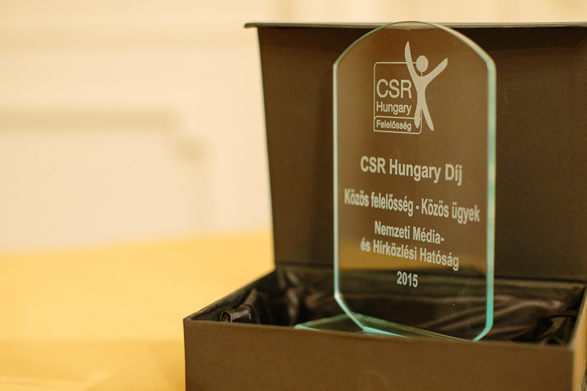 CSR
Hungary
Felelősség
CSR Hungary Díj
Közös felelősség - Közös ügyek
Nemzeti Média-
és Hírközlési Hatóság
2015